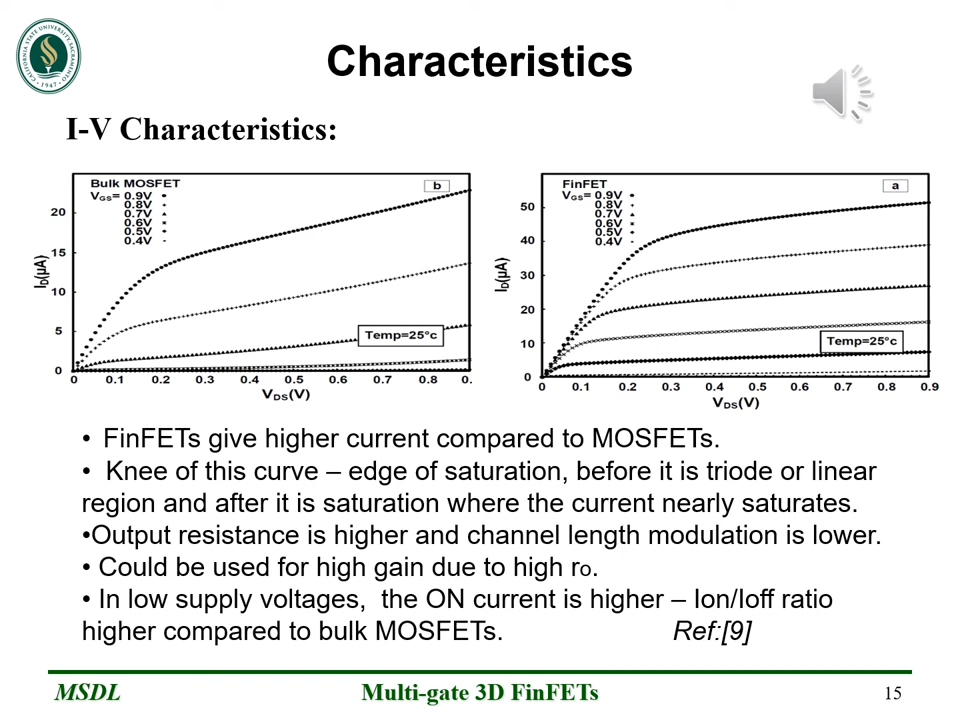 CALIFORNIA STATE UNIVERSITY, SACRAMENTO
1947
Characteristics
I-V Characteristics:
Bulk MOSFET
b
VGS= 0.9V
0.8V
0.7V
0.6V
0.5V
0.4V
20
15
10
5
0
ID(µA)
Temp=25°c
0 0.1 0.2 0.3 0.4 0.5 0.6 0.7 0.8 0.
VDS(V)
FinFET
a
VGS= 0.9V
0.8V
0.7V
0.6V
0.5V
0.4V
50
40
30
20
10
0
ID(µA)
Temp=25°c
0 0.1 0.2 0.3 0.4 0.5 0.6 0.7 0.8 0.9
VDS(V)
• FinFETs give higher current compared to MOSFETs.
• Knee of this curve – edge of saturation, before it is triode or linear
region and after it is saturation where the current nearly saturates.
•Output resistance is higher and channel length modulation is lower.
• Could be used for high gain due to high ro.
• In low supply voltages, the ON current is higher – Ion/Ioff ratio
higher compared to bulk MOSFETs. Ref:[9]
MSDL Multi-gate 3D FinFETs 15